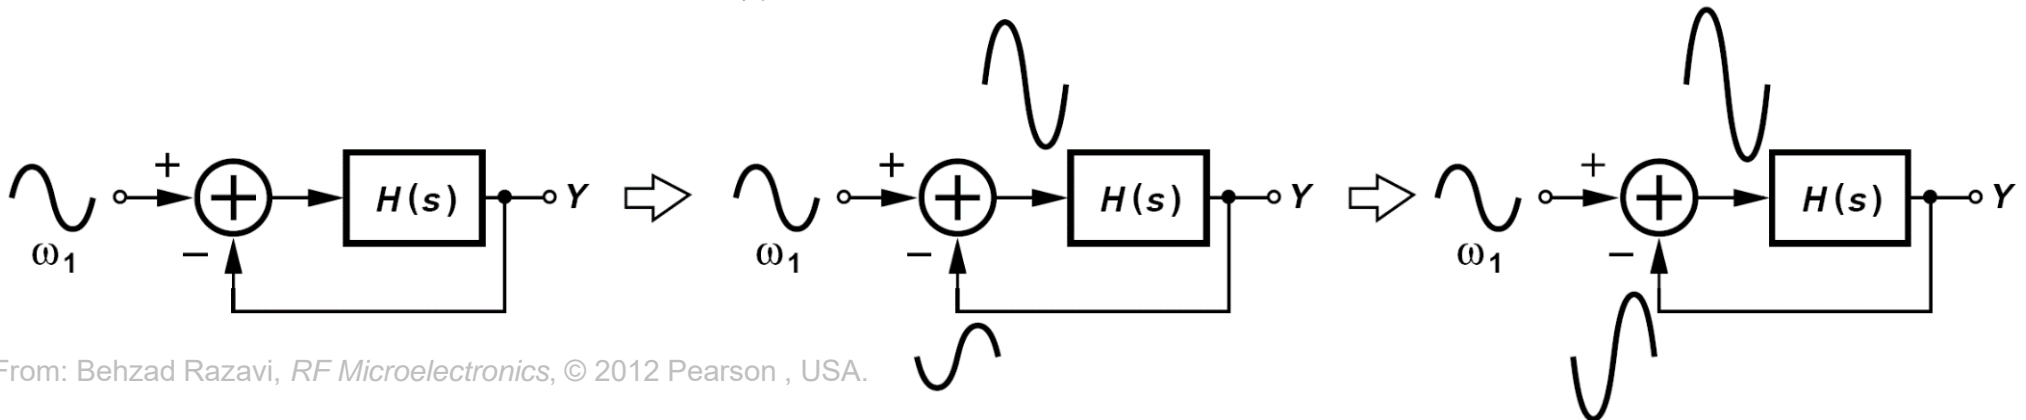 + H(s) Y
−
ω1
+ H(s) Y
−
ω1
+ H(s) Y
−
ω1
From: Behzad Razavi, RF Microelectronics, © 2012 Pearson , USA.